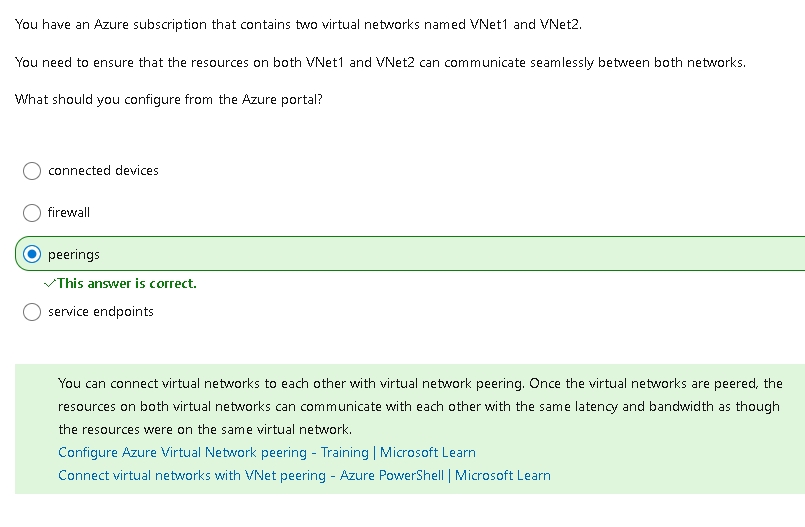 You have an Azure subscription that contains two virtual networks named VNet1 and VNet2.
You need to ensure that the resources on both VNet1 and VNet2 can communicate seamlessly between both networks.
What should you configure from the Azure portal?
connected devices
firewall
peerings
This answer is correct.
service endpoints
You can connect virtual networks to each other with virtual network peering. Once the virtual networks are peered, the
resources on both virtual networks can communicate with each other with the same latency and bandwidth as though
the resources were on the same virtual network.
Configure Azure Virtual Network peering - Training | Microsoft Learn
Connect virtual networks with VNet peering - Azure PowerShell | Microsoft Learn